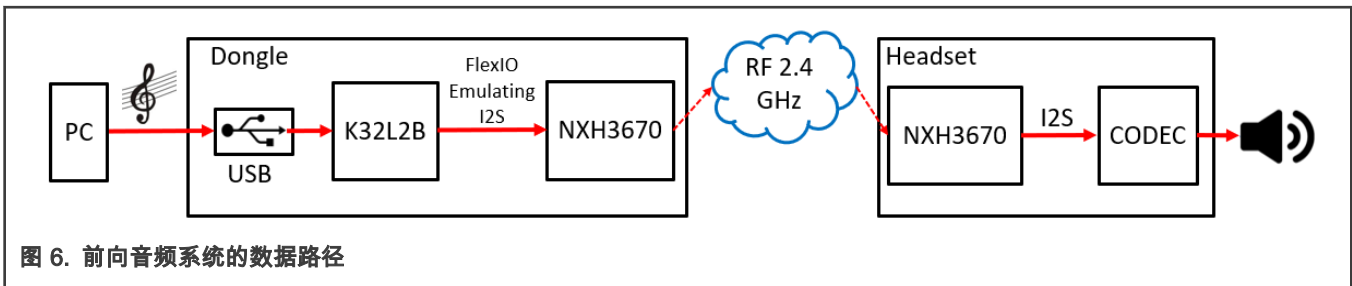 PC
Dongle
USB
K32L2B
FlexIO
Emulating
I2S
NXH3670
RF 2.4
GHz
Headset
NXH3670
I2S
CODEC
图 6. 前向音频系统的数据路径